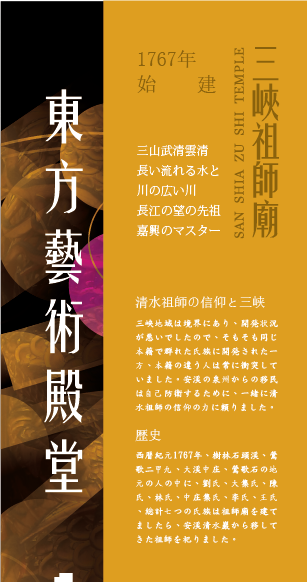 東方藝術殿堂
三峽祖師廟
SAN SHIA ZU SHI TEMPLE
1767年
始建
三山武清雲清
長い流れる水と
川の広い川
長江の望の先祖
嘉興のマスター
清水祖師の信仰と三峡
三峡地域は境界にあり、開発状況
が悪いでしたので、そもそも同じ
本籍で群れた氏族に開発された一
方、本籍の違う人は常に衝突して
いました。安渓の泉州からの移民
は自己防衛するために、一緒に清
水祖師の信仰の力に頼りました。
歴史
西暦紀元1767年、樹林石頭渓、鶯
歌二甲九、大渓中庄、鶯歌石の地
元の人の中に、劉氏、大集氏、陳
氏、林氏、中庄集氏、李氏、王氏
、総計七つの氏族は祖師廟を建て
ましたら、安渓清水巌から移して
きた祖師を祀りました。